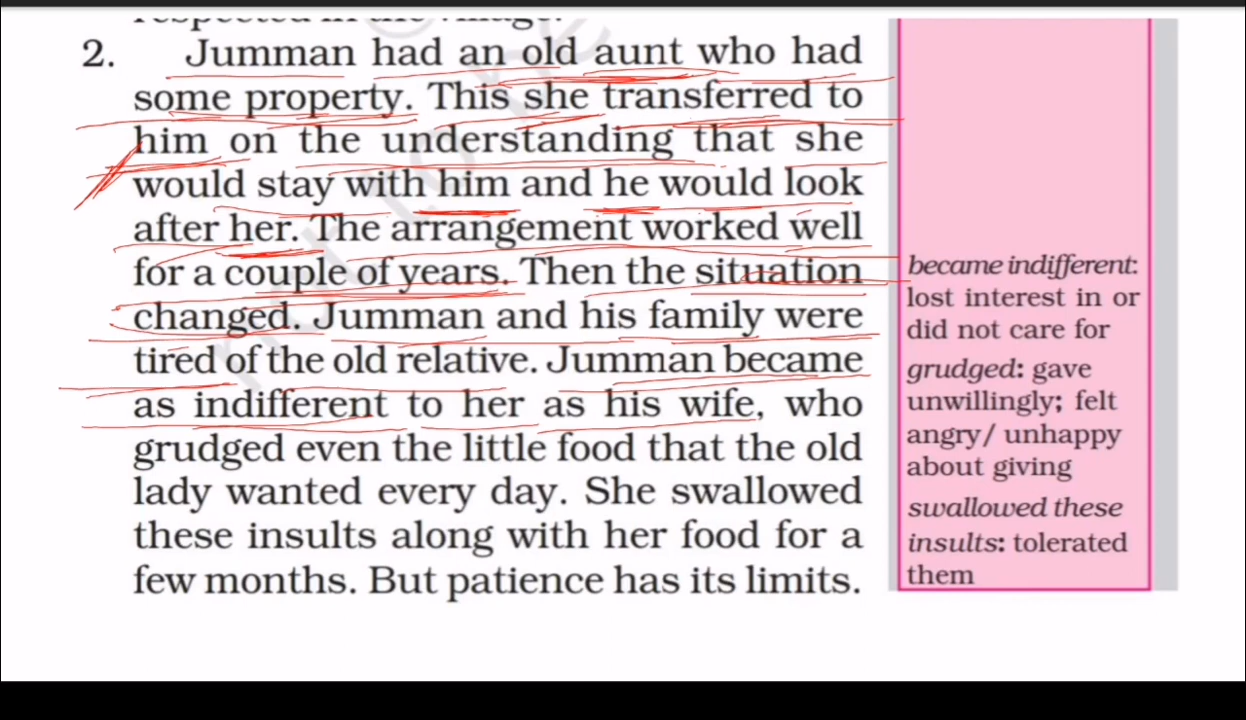 2. Jumman had an old aunt who had
some property. This she transferred to
him on the understanding that she
would stay with him and he would look
after her. The arrangement worked well
for a couple of years. Then the situation
changed. Jumman and his family were
tired of the old relative. Jumman became
as indifferent to her as his wife, who
grudged even the little food that the old
lady wanted every day. She swallowed
these insults along with her food for a
few months. But patience has its limits.
became indifferent:
lost interest in or
did not care for
grudged: gave
unwillingly; felt
angry/ unhappy
about giving
swallowed these
insults: tolerated
them